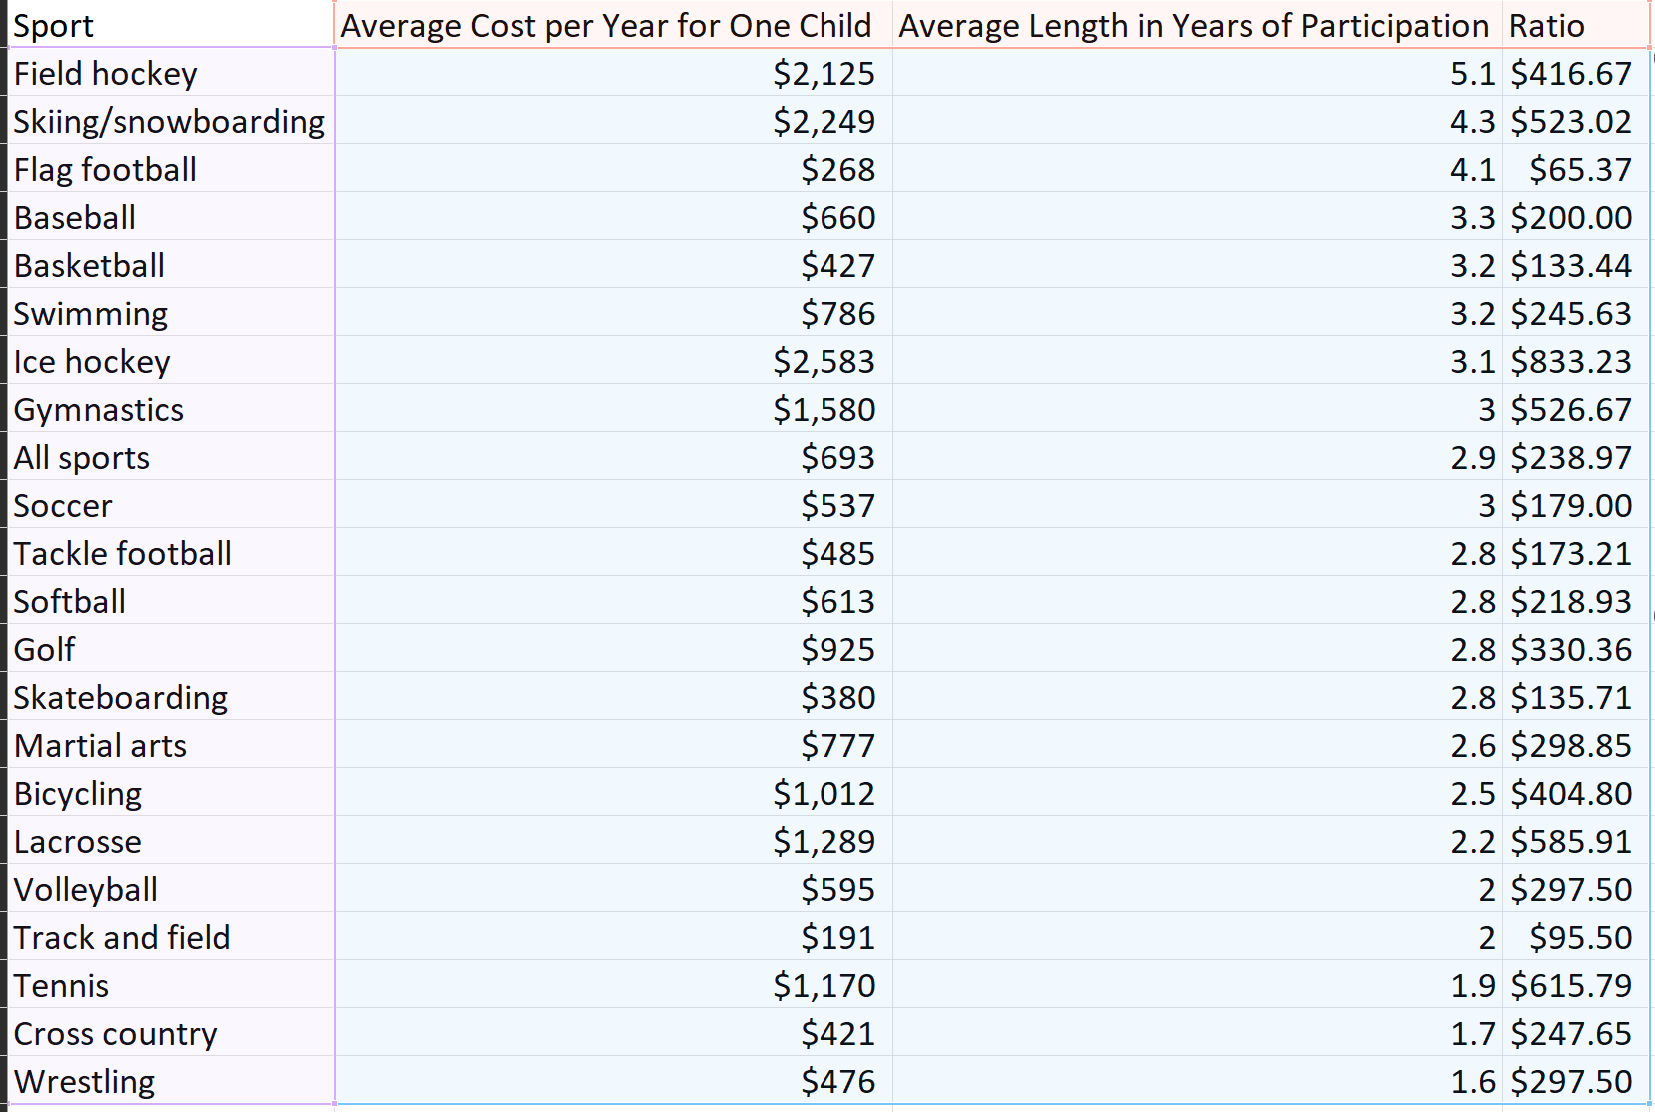 Sport Average Cost per Year for One Child Average Length in Years of Participation Ratio
Field hockey $2,125 5.1 $416.67
Skiing/snowboarding $2,249 4.3 $523.02
Flag football $268 4.1 $65.37
Baseball $660 3.3 $200.00
Basketball $427 3.2 $133.44
Swimming $786 3.2 $245.63
Ice hockey $2,583 3.1 $833.23
Gymnastics $1,580 3 $526.67
All sports $693 2.9 $238.97
Soccer $537 3 $179.00
Tackle football $485 2.8 $173.21
Softball $613 2.8 $218.93
Golf $925 2.8 $330.36
Skateboarding $380 2.8 $135.71
Martial arts $777 2.6 $298.85
Bicycling $1,012 2.5 $404.80
Lacrosse $1,289 2.2 $585.91
Volleyball $595 2 $297.50
Track and field $191 2 $95.50
Tennis $1,170 1.9 $615.79
Cross country $421 1.7 $247.65
Wrestling $476 1.6 $297.50